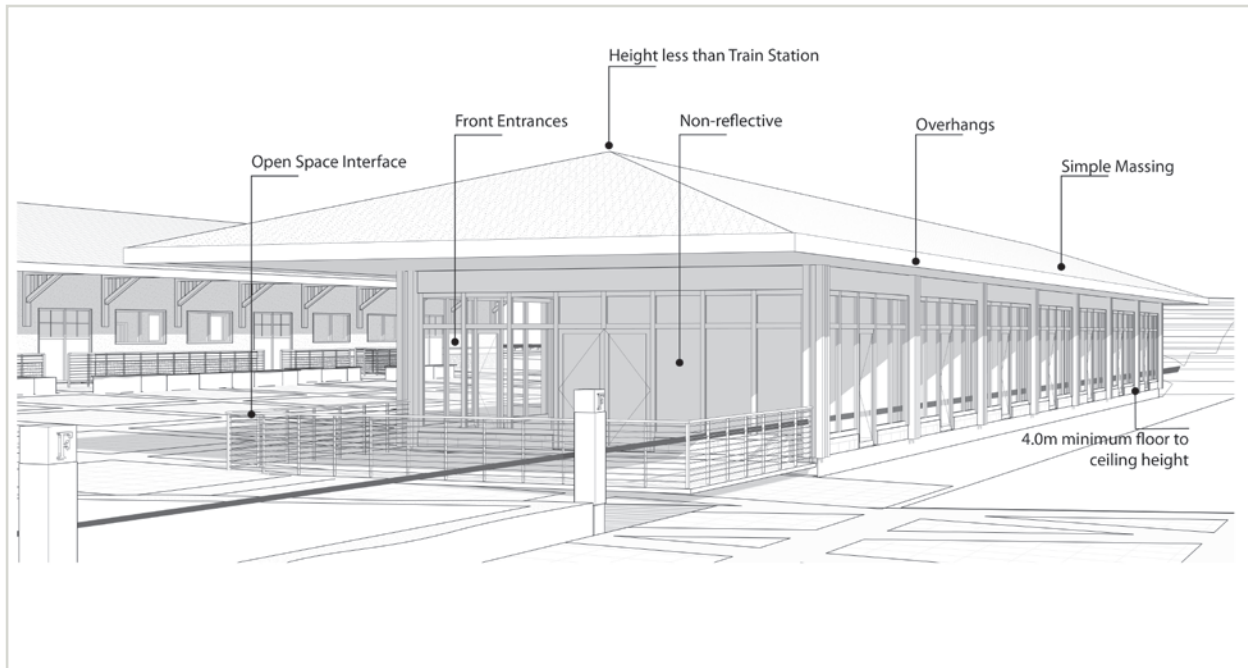 Height less than Train Station
Front Entrances
Non-reflective
Overhangs
Open Space Interface
Simple Massing
4.0m minimum floor to
ceiling height